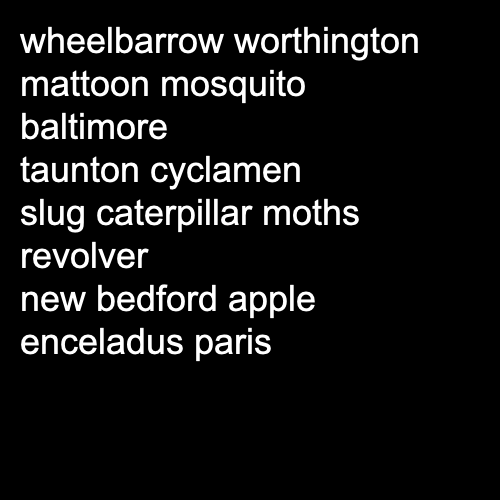 wheelbarrow worthington
mattoon mosquito
baltimore
taunton cyclamen
slug caterpillar moths
revolver
new bedford apple
enceladus paris